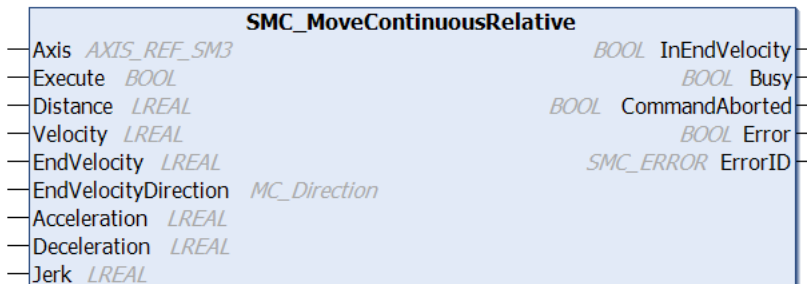 SMC_MoveContinuousRelative
Axis AXIS_REF_SM3 BOOL InEndVelocity
Execute BOOL BOOL Busy
Distance LREAL BOOL CommandAborted
Velocity LREAL BOOL Error
EndVelocity LREAL SMC_ERROR ErrorID
EndVelocityDirection MC_Direction
Acceleration LREAL
Deceleration LREAL
Jerk LREAL